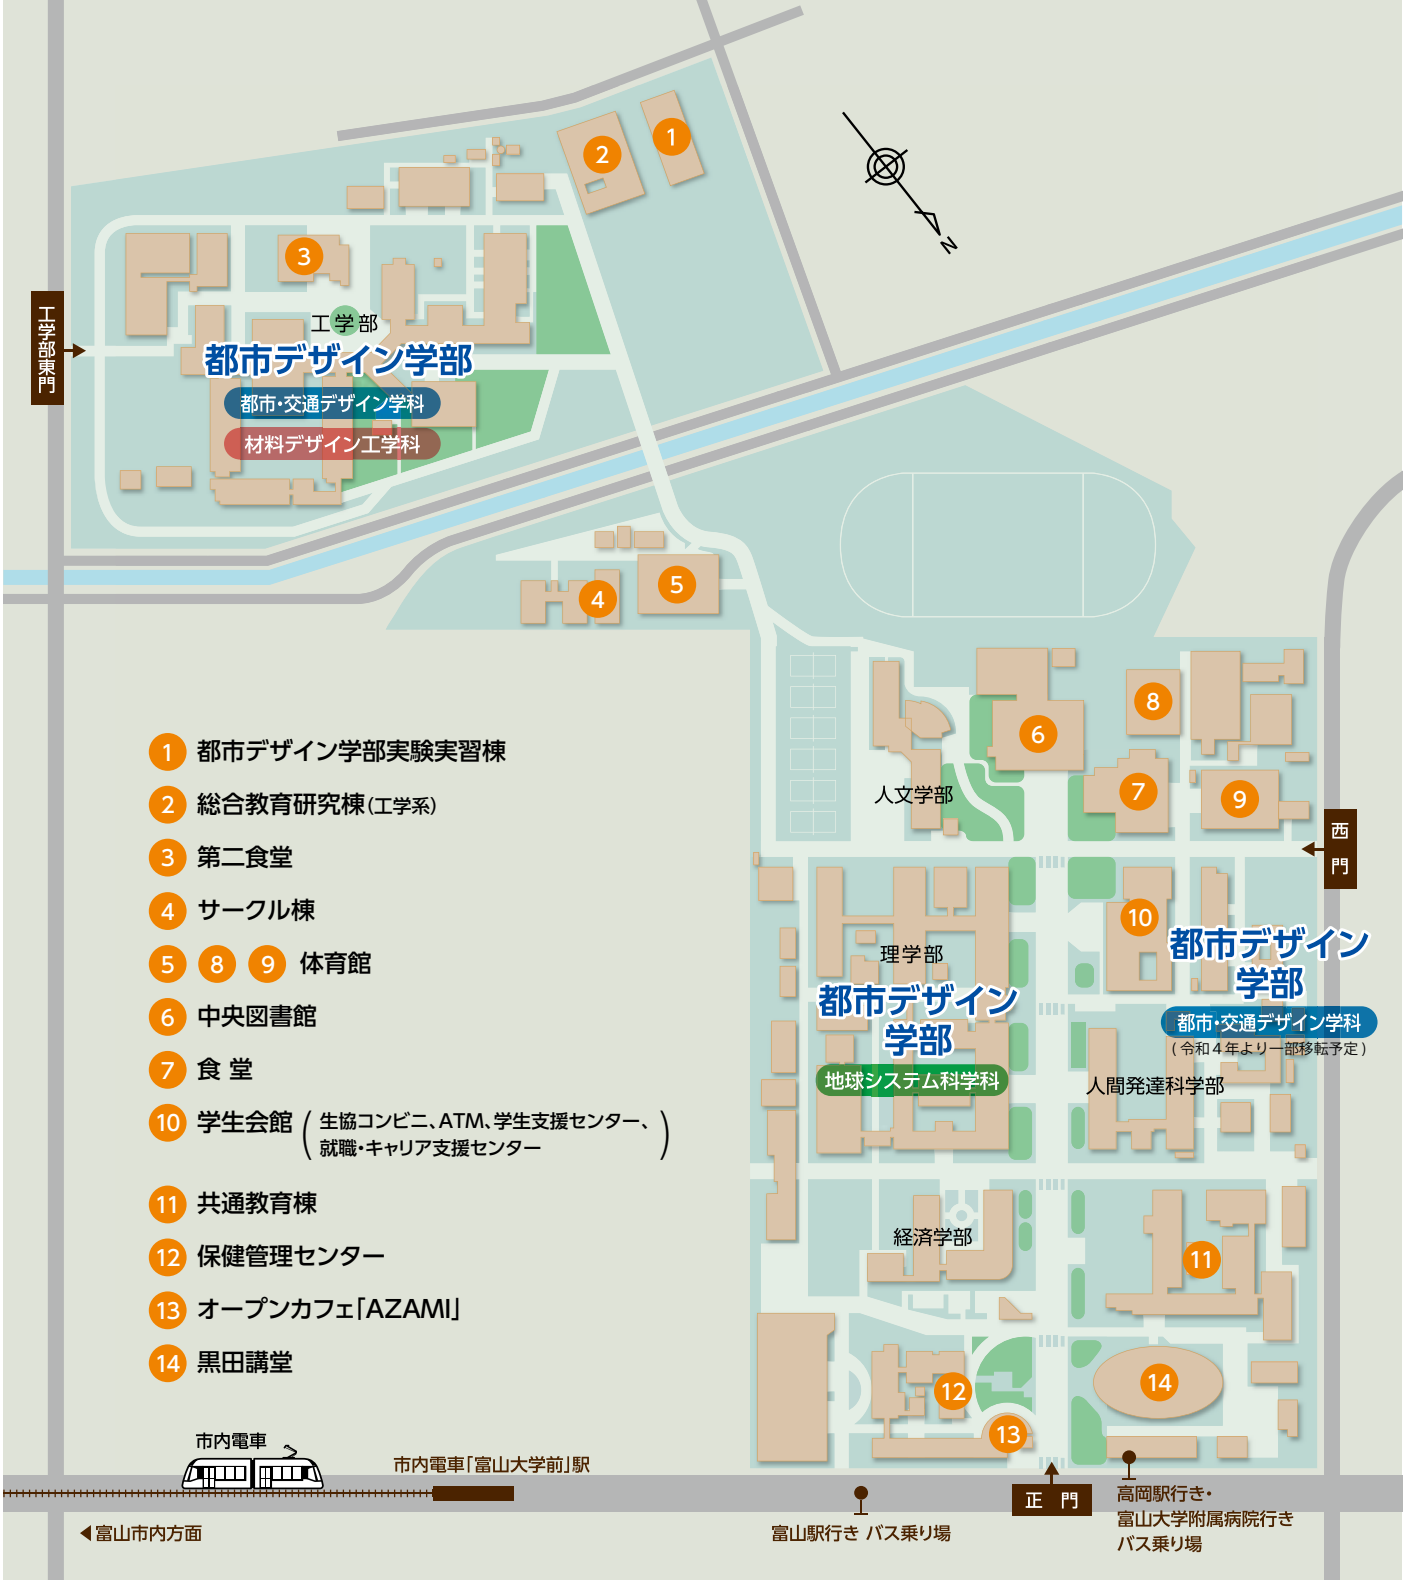 1
2
N
3
工学部東門
工学部
都市デザイン学部
都市・交通デザイン学科
材料デザイン工学科
4
5
6
8
7
9
人文学部
西門
1 都市デザイン学部実験実習棟
2 総合教育研究棟(工学系)
3 第二食堂
4 サークル棟
5 8 9 体育館
6 中央図書館
7 食 堂
10 学生会館 ( 生協コンビニ、ATM、学生支援センター、
就職・キャリア支援センター )
11 共通教育棟
12 保健管理センター
13 オープンカフェ「AZAMI」
14 黒田講堂
10
理学部
都市デザイン
学部
地球システム科学科
都市デザイン
学部
都市・交通デザイン学科
(令和4年より一部移転予定)
人間発達科学部
経済学部
11
12
13
14
市内電車
市内電車「富山大学前」駅
富山市内方面
富山駅行き バス乗り場
正 門
高岡駅行き・
富山大学附属病院行き
バス乗り場